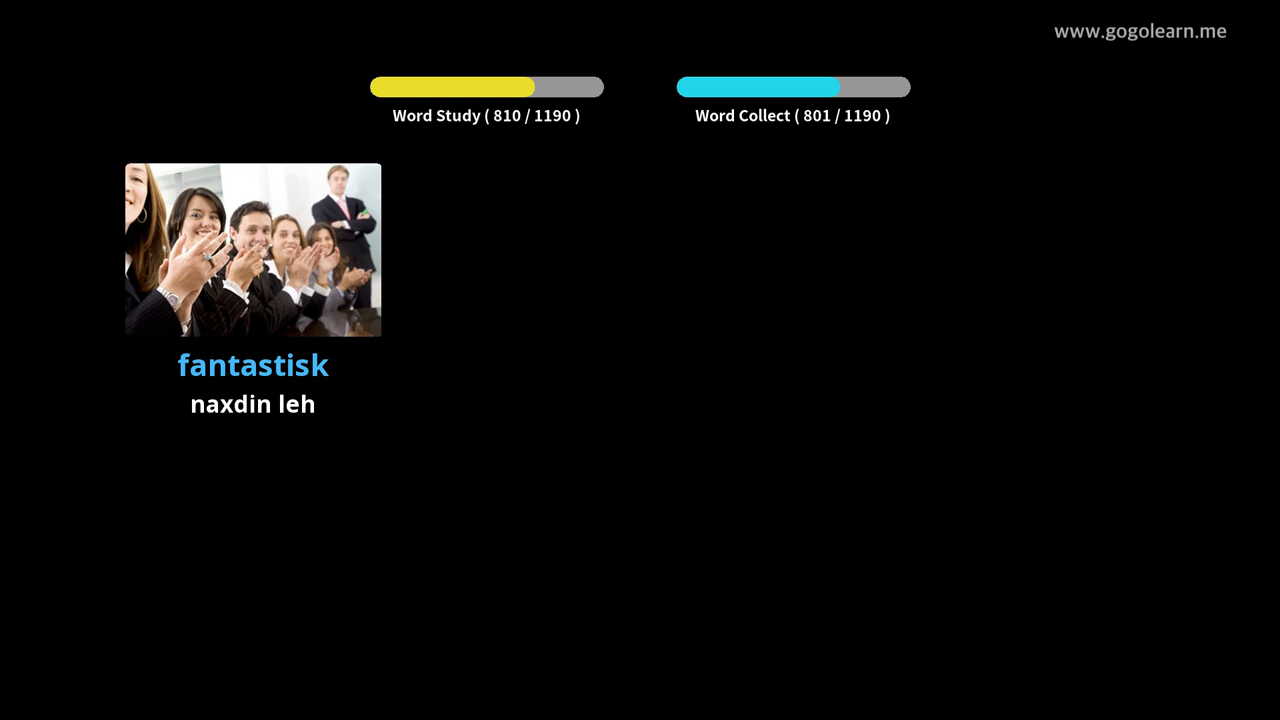 www.gogolearn.me
Word Study ( 810 / 1190 )
Word Collect ( 801 / 1190 )
fantastisk
naxdin leh